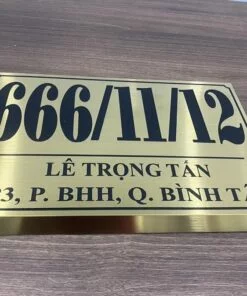 666/11/12
LÊ TRỌNG TẤN
3, P. BHH, Q. BÌNH T